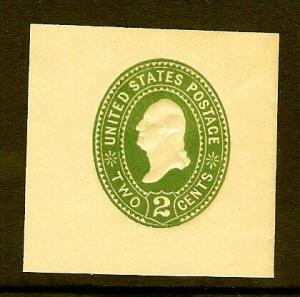 UNITED STATES POSTAGE
TWO 2 CENTS